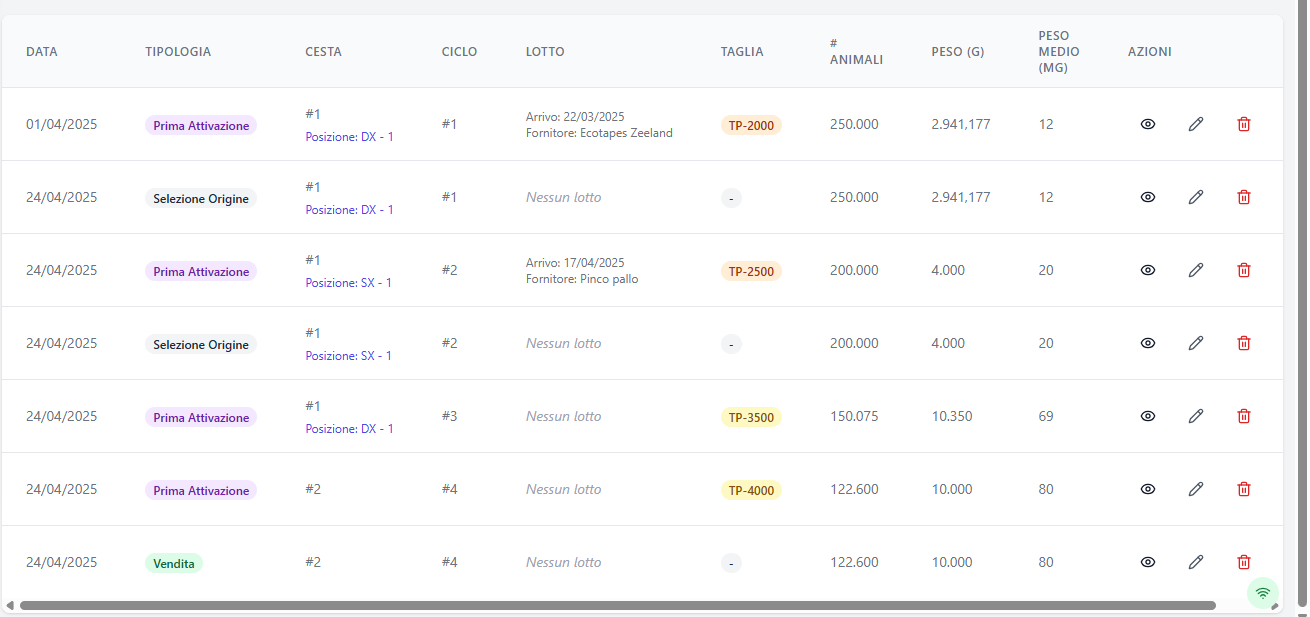 DATA TIPOLOGIA CESTA CICLO LOTTO TAGLIA # ANIMALI PESO (G) PESO MEDIO (MG) AZIONI
01/04/2025 Prima Attivazione #1 #1 Arrivo: 22/03/2025 TP-2000 250.000 2.941,177 12
Posizione: DX - 1 Fornitore: Ecotapes Zeeland
24/04/2025 Selezione Origine #1 #1 Nessun lotto - 250.000 2.941,177 12
Posizione: DX - 1
24/04/2025 Prima Attivazione #1 #2 Arrivo: 17/04/2025 TP-2500 200.000 4.000 20
Posizione: SX - 1 Fornitore: Pinco pallo
24/04/2025 Selezione Origine #1 #2 Nessun lotto - 200.000 4.000 20
Posizione: SX - 1
24/04/2025 Prima Attivazione #1 #3 Nessun lotto TP-3500 150.075 10.350 69
Posizione: DX - 1
24/04/2025 Prima Attivazione #2 #4 Nessun lotto TP-4000 122.600 10.000 80
24/04/2025 Vendita #2 #4 Nessun lotto - 122.600 10.000 80